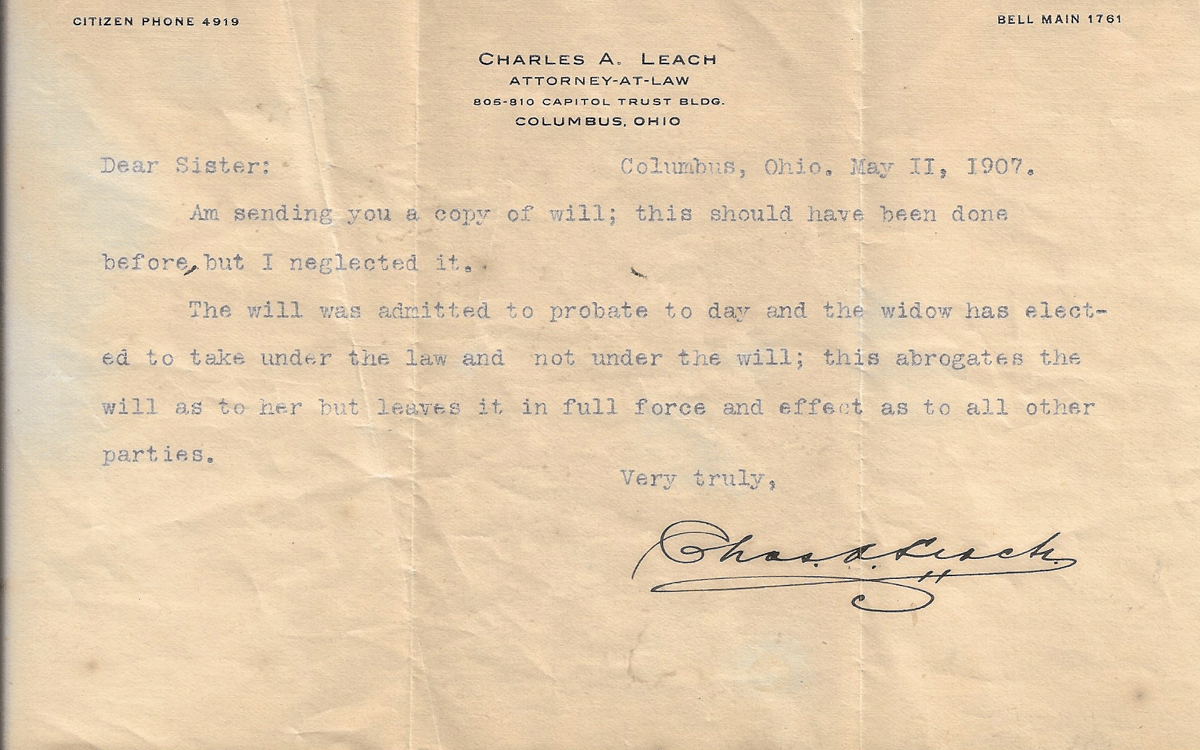 CITIZEN PHONE 4919 BELL MAIN 1761
CHARLES A. LEACH
ATTORNEY-AT-LAW
805-810 CAPITOL TRUST BLDG.
COLUMBUS, OHIO
Dear Sister: Columbus, Ohio. May II, I907.
Am sending you a copy of will; this should have been done
before, but I neglected it.
The will was admitted to probate to day and the widow has elect-
ed to take under the law and not under the will; this abrogates the
will as to her but leaves it in full force and effect as to all other
parties.
Very truly,
Chas. A. Leach.